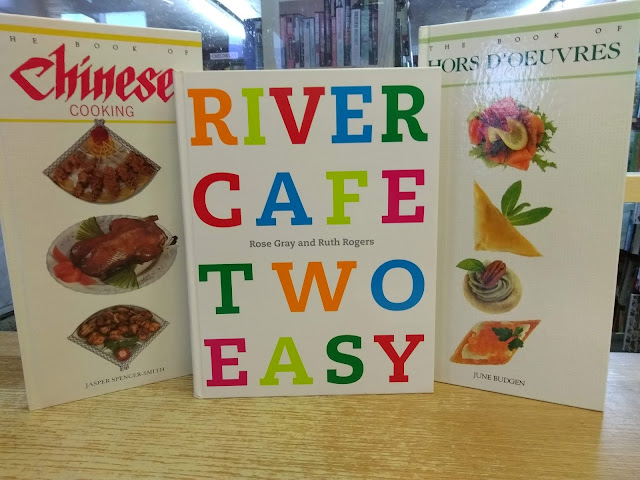 THE BOOK OF
Chinese
COOKING
JASPER SPENCER-SMITH
RIVER
CAFE
Rose Gray and Ruth Rogers
TWO
EASY
THE BOOK OF
HORS D'OEUVRES
JUNE BUDGEN